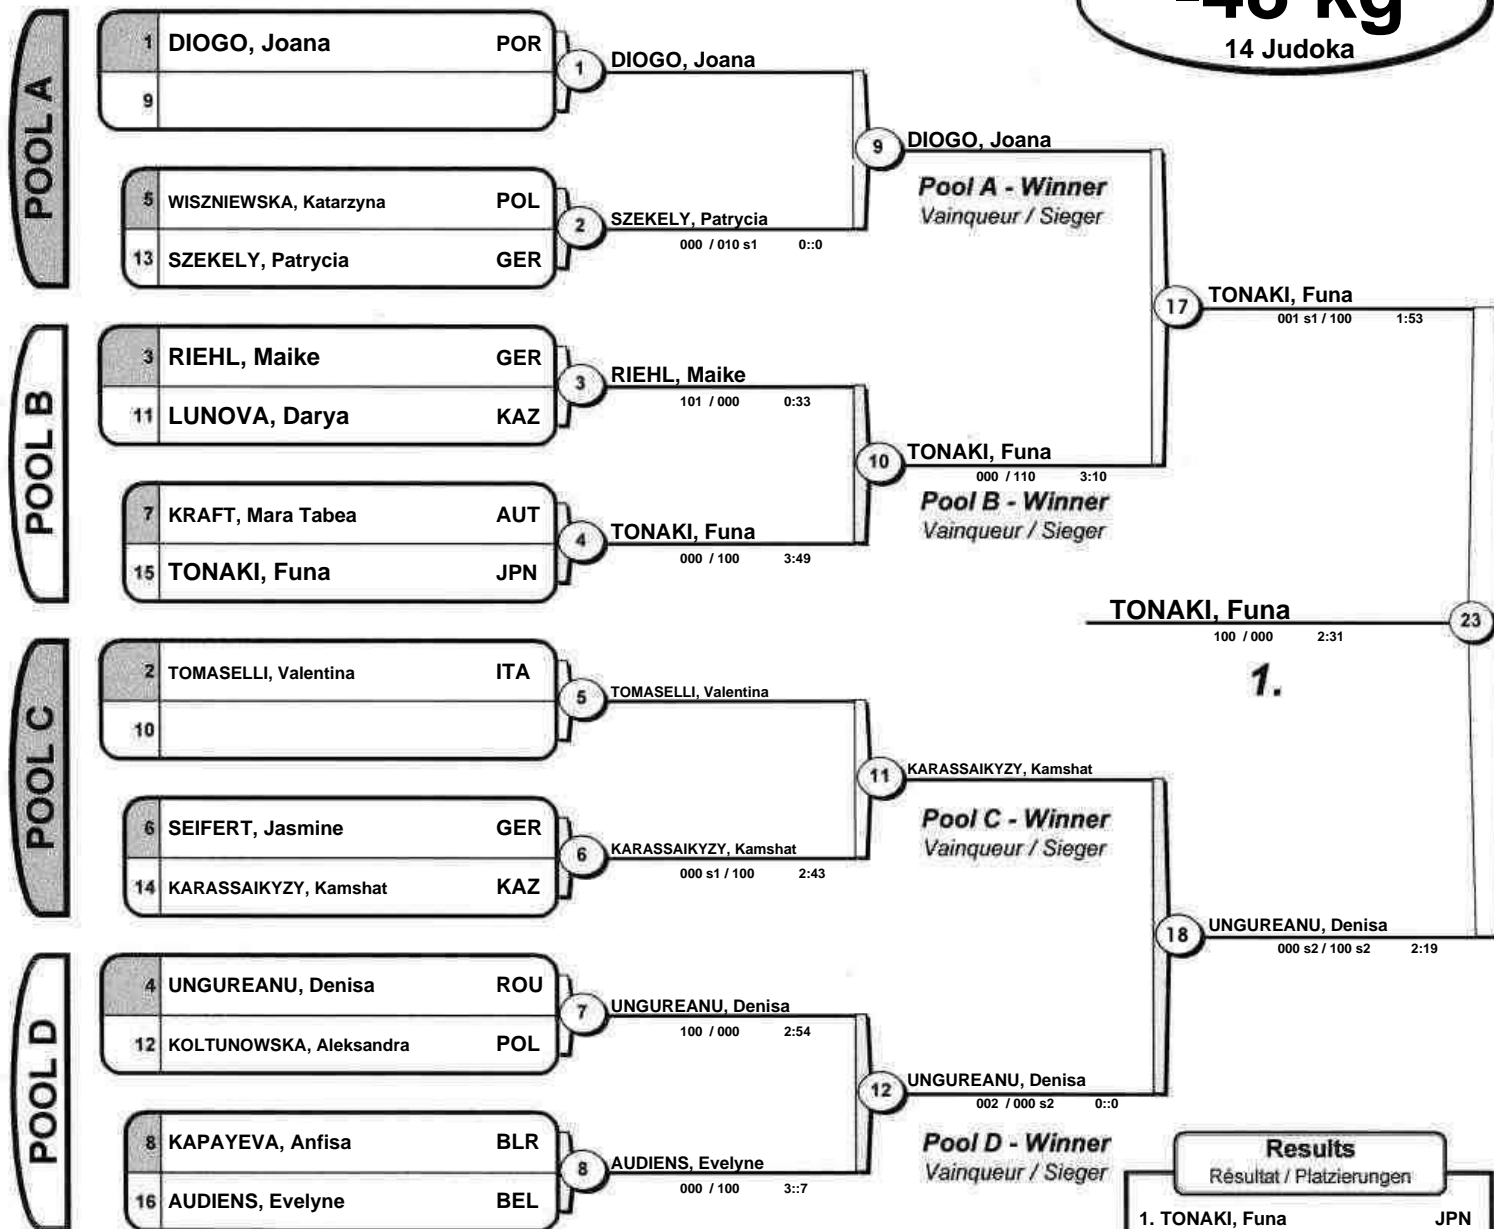 -48 kg
14 Judoka
POOL A
1 DIOGO, Joana POR
9
5 WISZNIEWSKA, Katarzyna POL
13 SZEKELY, Patrycia GER
1 DIOGO, Joana
2 SZEKELY, Patrycia
000 / 010 s1 0::0
9 DIOGO, Joana
Pool A - Winner
Vainqueur / Sieger
POOL B
3 RIEHL, Maike GER
11 LUNOVA, Darya KAZ
7 KRAFT, Mara Tabea AUT
15 TONAKI, Funa JPN
3 RIEHL, Maike
101 / 000 0:33
4 TONAKI, Funa
000 / 100 3:49
10 TONAKI, Funa
000 / 110 3:10
Pool B - Winner
Vainqueur / Sieger
17 TONAKI, Funa
001 s1 / 100 1:53
TONAKI, Funa 23
100 / 000 2:31
1.
POOL C
2 TOMASELLI, Valentina ITA
10
6 SEIFERT, Jasmine GER
14 KARASSAIKYZY, Kamshat KAZ
5 TOMASELLI, Valentina
6 KARASSAIKYZY, Kamshat
000 s1 / 100 2:43
11 KARASSAIKYZY, Kamshat
Pool C - Winner
Vainqueur / Sieger
POOL D
4 UNGUREANU, Denisa ROU
12 KOLTUNOWSKA, Aleksandra POL
8 KAPAYEVA, Anfisa BLR
16 AUDIENS, Evelyne BEL
7 UNGUREANU, Denisa
100 / 000 2:54
8 AUDIENS, Evelyne
000 / 100 3::7
12 UNGUREANU, Denisa
002 / 000 s2 0::0
Pool D - Winner
Vainqueur / Sieger
18 UNGUREANU, Denisa
000 s2 / 100 s2 2:19
Results
Résultat / Platzierungen
1. TONAKI, Funa JPN